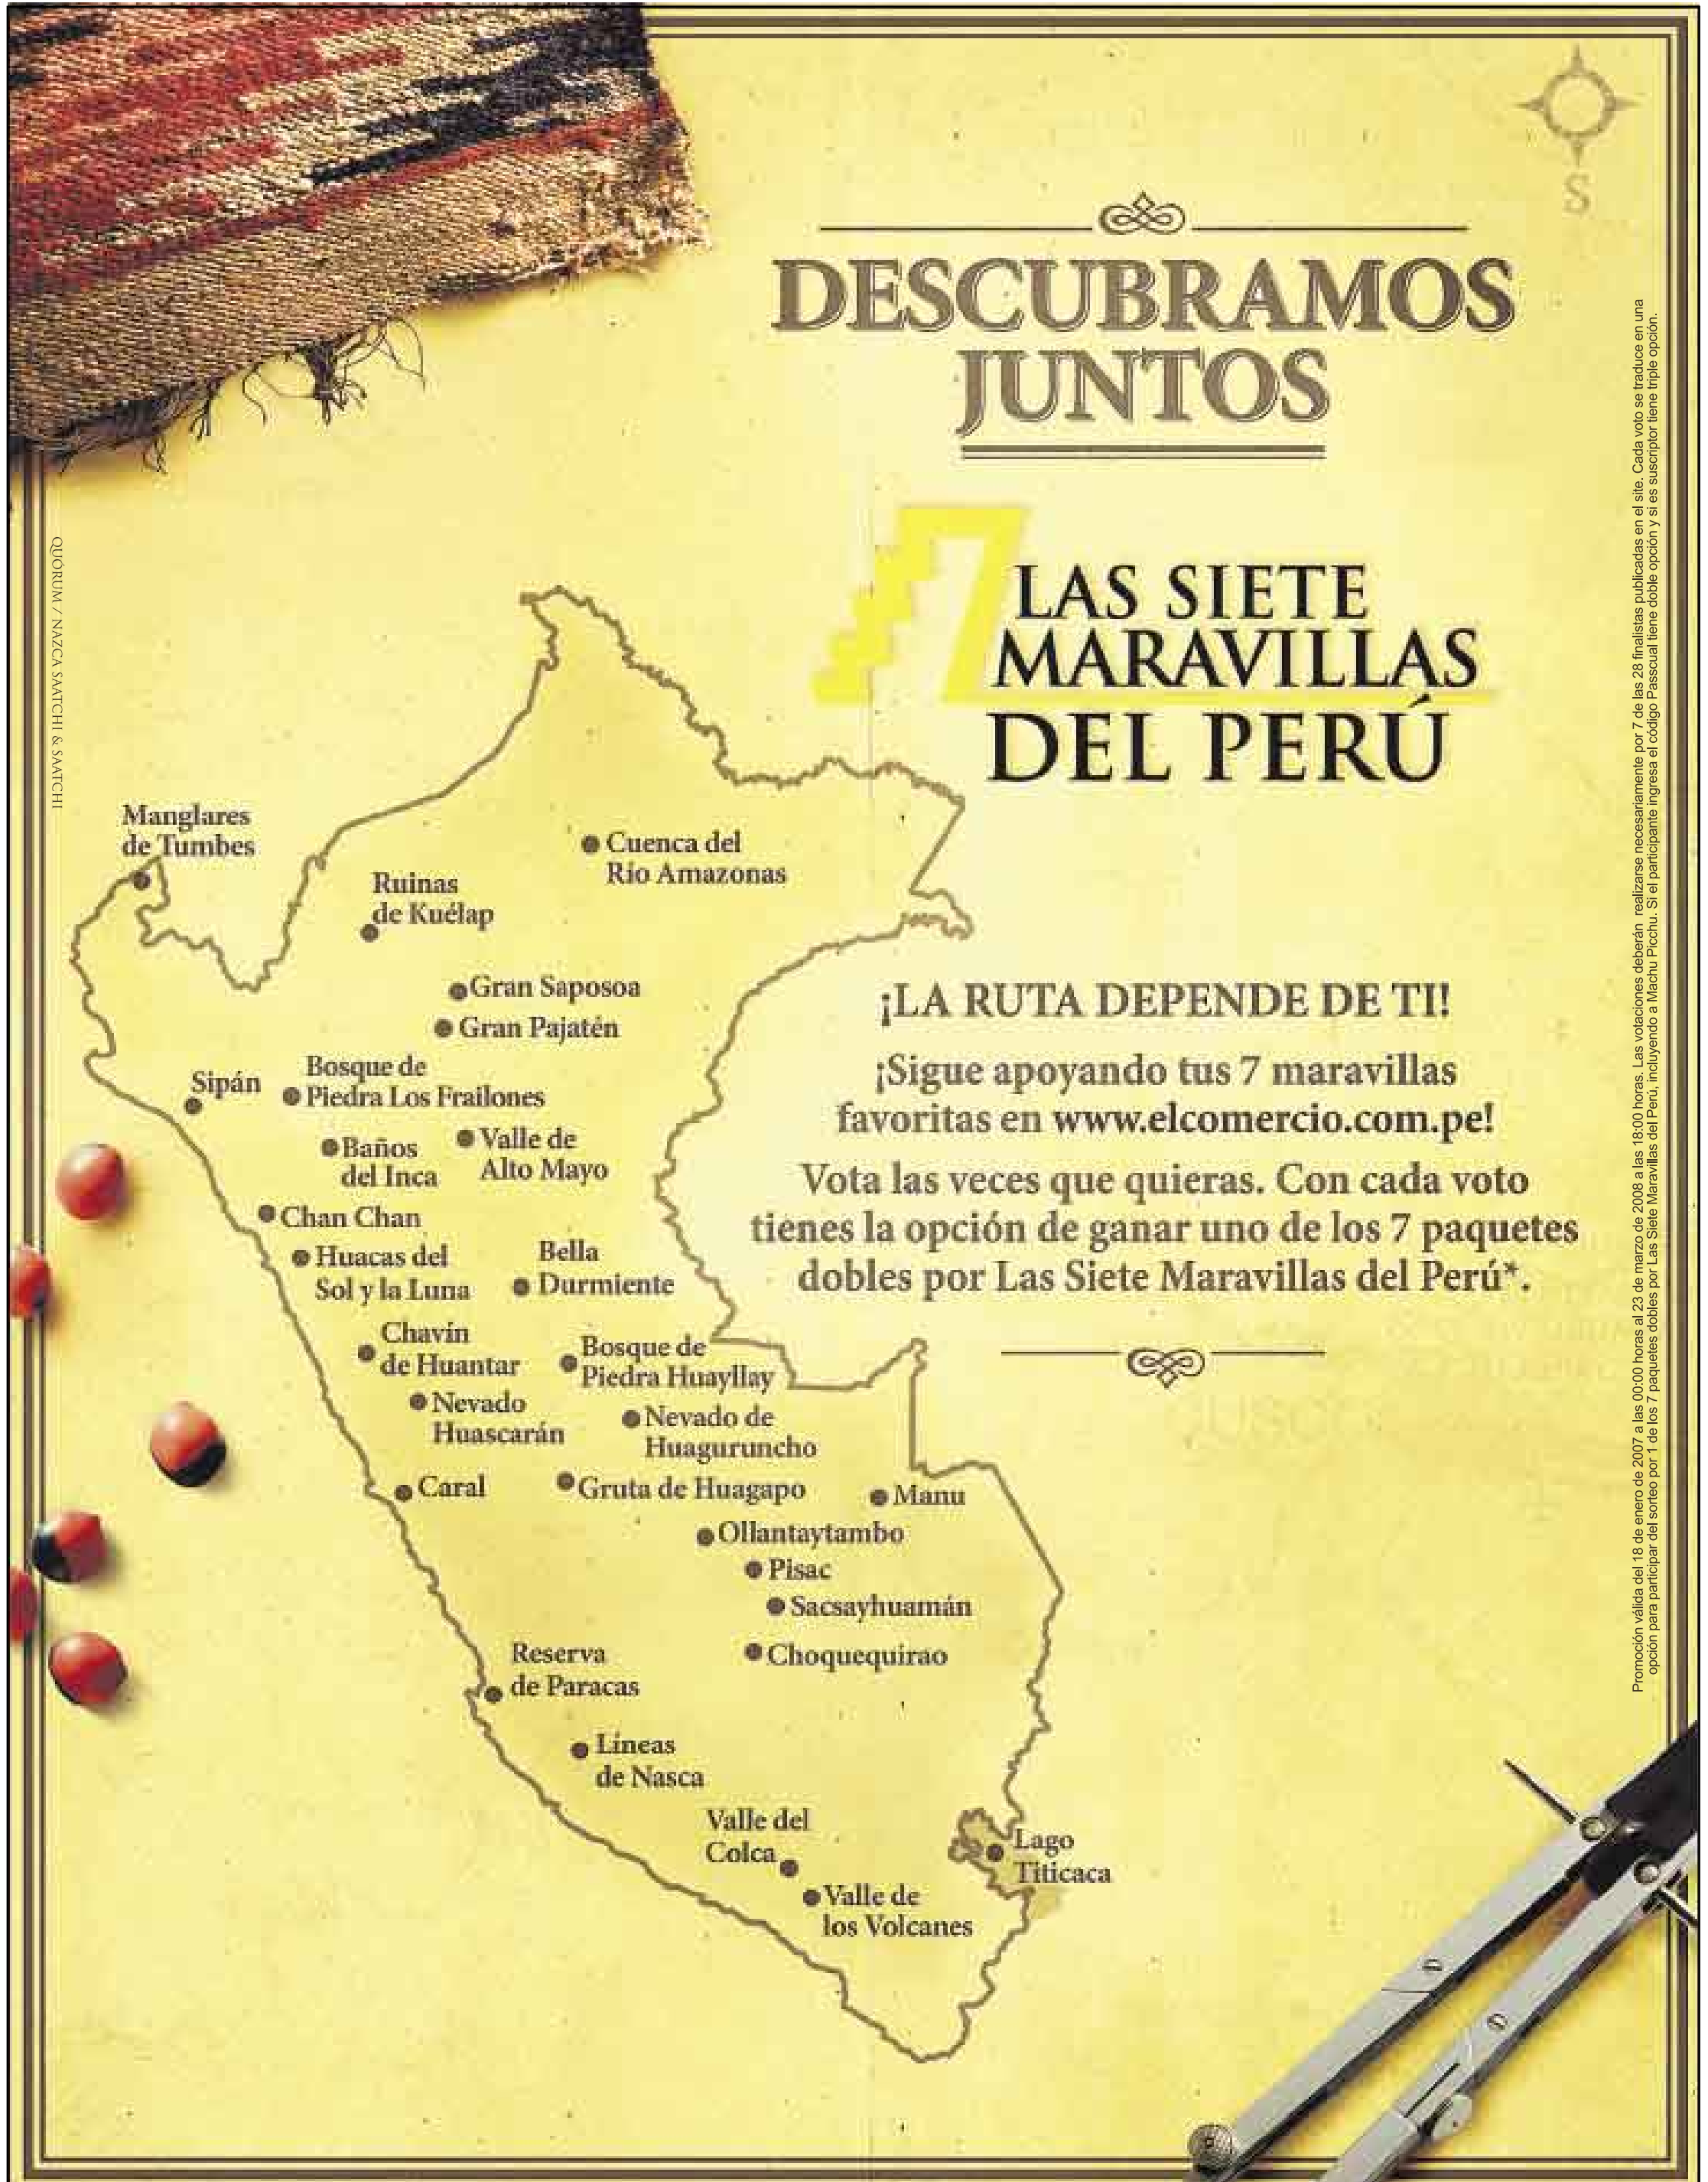 S
DESCUBRAMOS
JUNTOS
7
LAS SIETE
MARAVILLAS
DEL PERÚ
QUÓRUM / NAZCA SAATCHI & SAATCHI
Manglares
de Tumbes
Cuenca del
Río Amazonas
Ruinas
de Kuélap
Gran Saposoa
Gran Pajatén
Sipán
Bosque de
Piedra Los Frailones
Baños
del Inca
Valle de
Alto Mayo
Chan Chan
Huacas del
Sol y la Luna
Bella
Durmiente
Chavín
de Huantar
Bosque de
Piedra Huayllay
Nevado
Huascarán
Nevado de
Huaguruncho
Caral
Gruta de Huagapo
Manu
Ollantaytambo
Pisac
Sacsayhuamán
Choquequirao
Reserva
de Paracas
Líneas
de Nasca
Valle del
Colca
Valle de
los Volcanes
Lago
Titicaca
¡LA RUTA DEPENDE DE TI!
¡Sigue apoyando tus 7 maravillas
favoritas en www.elcomercio.com.pe!
Vota las veces que quieras. Con cada voto
tienes la opción de ganar uno de los 7 paquetes
dobles por Las Siete Maravillas del Perú*.
Promoción válida del 18 de enero de 2007 a las 00:00 horas al 23 de marzo de 2008 a las 18:00 horas. Las votaciones deberán realizarse necesariamente por 7 de las 28 finalistas publicadas en el site. Cada voto se traduce en una
opción para participar del sorteo por 1 de los 7 paquetes dobles por Las Siete Maravillas del Perú, incluyendo a Machu Picchu. Si el participante ingresa el código Passcual tiene doble opción y si es suscriptor tiene triple opción.